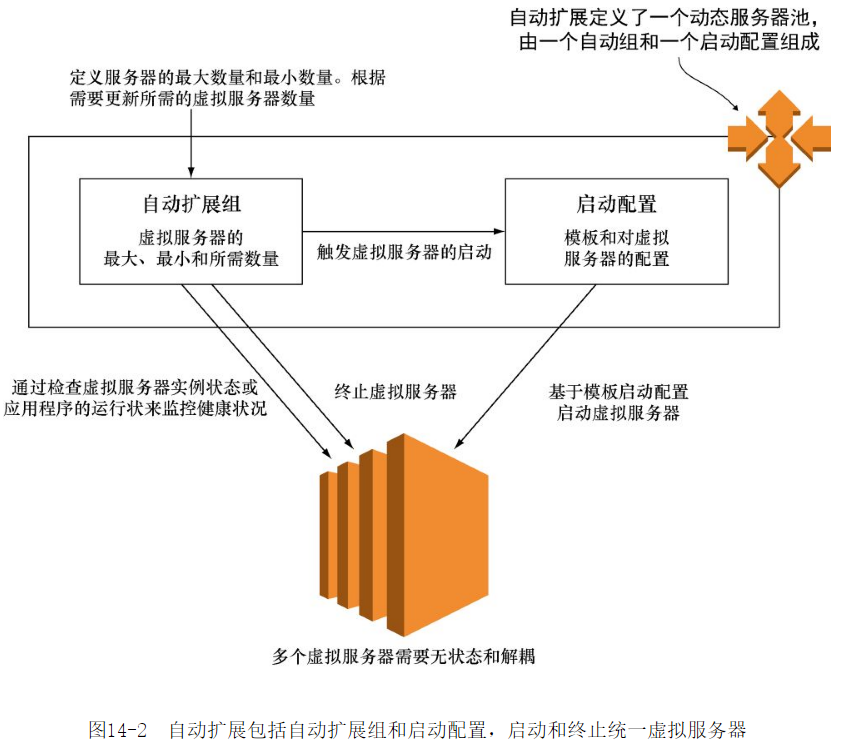 自动扩展定义了一个动态服务器池，
由一个自动组和一个启动配置组成
定义服务器的最大数量和最小数量。根据
需要更新所需的虚拟服务器数量
自动扩展组
虚拟服务器的
最大、最小和所需数量
触发虚拟服务器的启动
启动配置
模板和对虚拟
服务器的配置
通过检查虚拟服务器实例状态或
应用程序的运行状来监控健康状况
终止虚拟服务器
基于模板启动配置
启动虚拟服务器
多个虚拟服务器需要无状态和解耦
图14-2 自动扩展包括自动扩展组和启动配置，启动和终止统一虚拟服务器